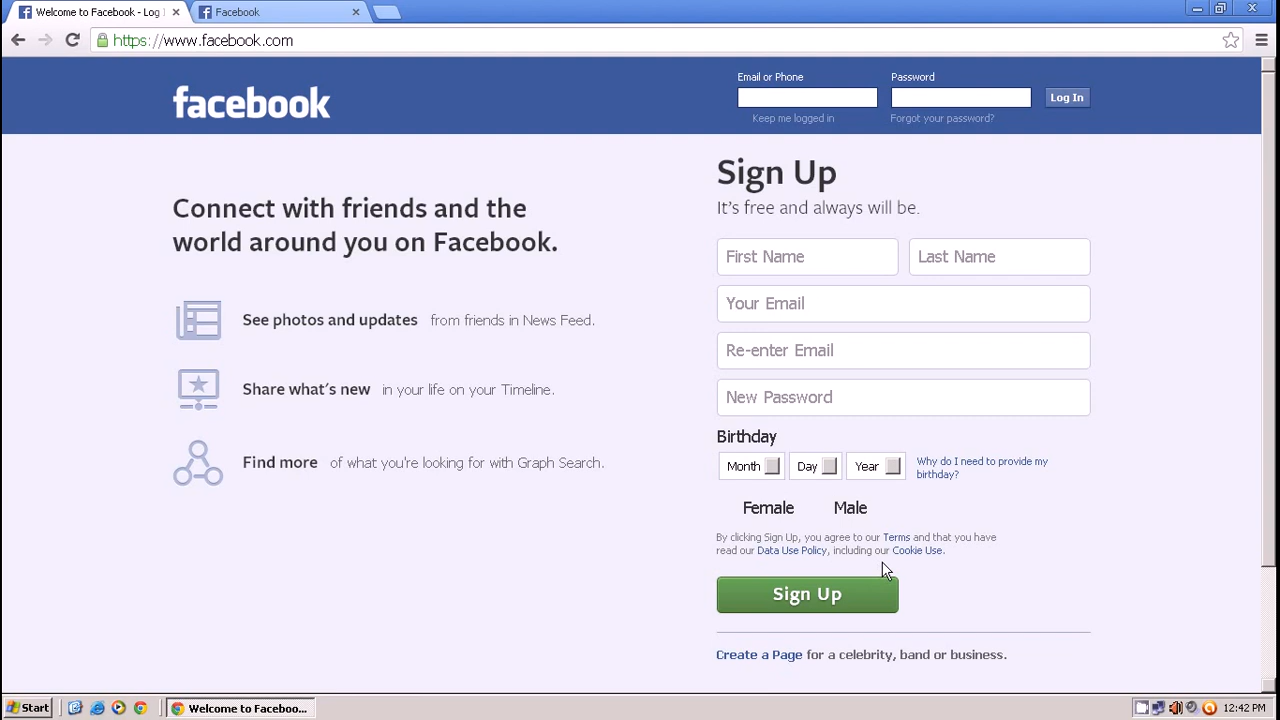 Welcome to Facebook - Log
Facebook
https://www.facebook.com
facebook
Email or Phone
Password
Log In
Keep me logged in
Forgot your password?
Connect with friends and the
world around you on Facebook.
See photos and updates from friends in News Feed.
Share what's new in your life on your Timeline.
Find more of what you're looking for with Graph Search.
Sign Up
It's free and always will be.
First Name
Last Name
Your Email
Re-enter Email
New Password
Birthday
Month
Day
Year
Why do I need to provide my
birthday?
Female
Male
By clicking Sign Up, you agree to our Terms and that you have
read our Data Use Policy, including our Cookie Use.
Sign Up
Create a Page for a celebrity, band or business.
Start
Welcome to Faceboo...
12:42 PM